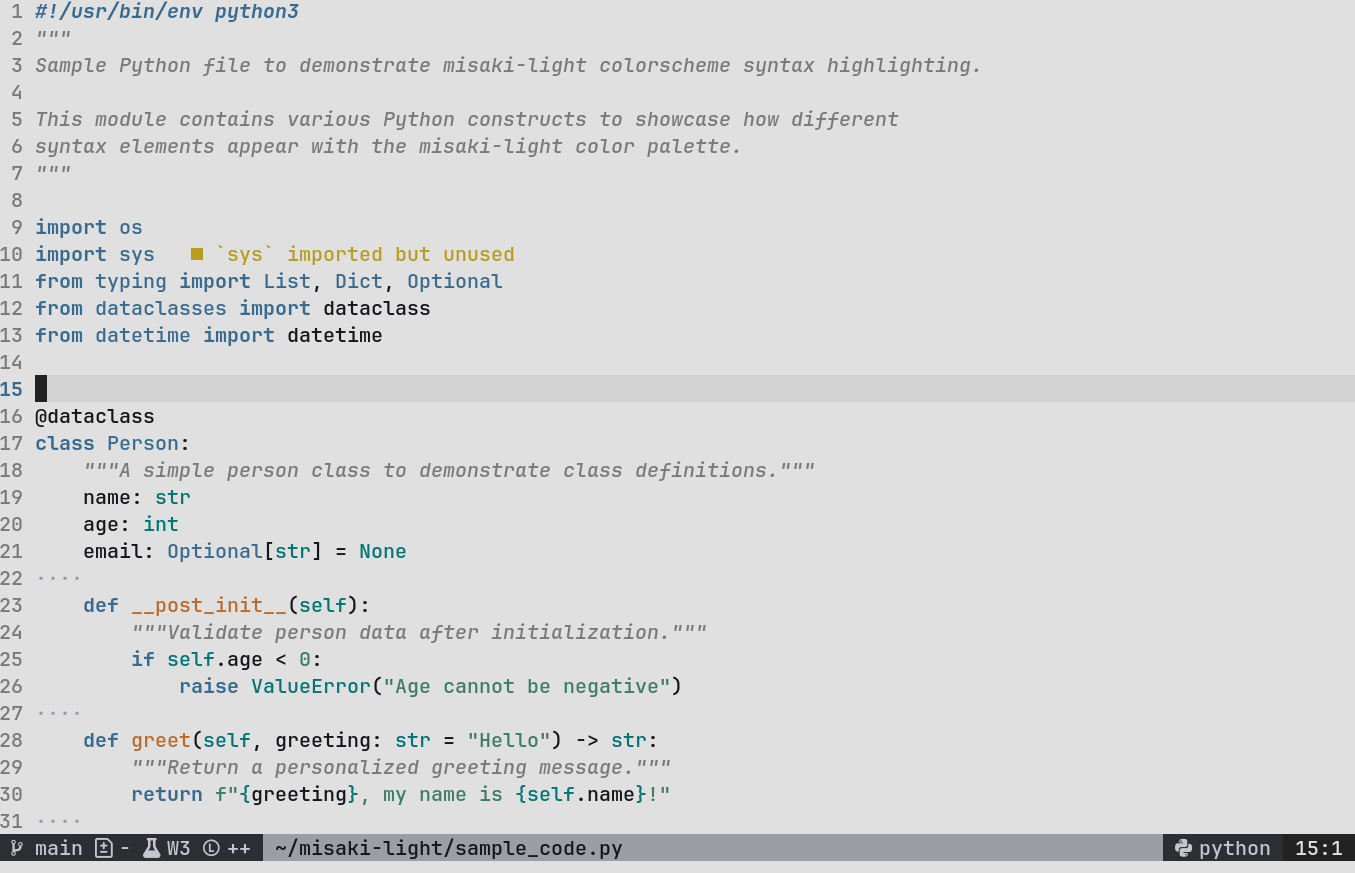 1 #!/usr/bin/env python3
2 """
3 Sample Python file to demonstrate misaki-light colorscheme syntax highlighting.
4
5 This module contains various Python constructs to showcase how different
6 syntax elements appear with the misaki-light color palette.
7 """
8
9 import os
10 import sys   ■ `sys` imported but unused
11 from typing import List, Dict, Optional
12 from dataclasses import dataclass
13 from datetime import datetime
14
15
16 @dataclass
17 class Person:
18     """A simple person class to demonstrate class definitions."""
19     name: str
20     age: int
21     email: Optional[str] = None
22 ····
23     def __post_init__(self):
24         """Validate person data after initialization."""
25         if self.age < 0:
26             raise ValueError("Age cannot be negative")
27 ····
28     def greet(self, greeting: str = "Hello") -> str:
29         """Return a personalized greeting message."""
30         return f"{greeting}, my name is {self.name}!"
31 ····
main - W3 Ⓛ ++ ~/misaki-light/sample_code.py python 15:1